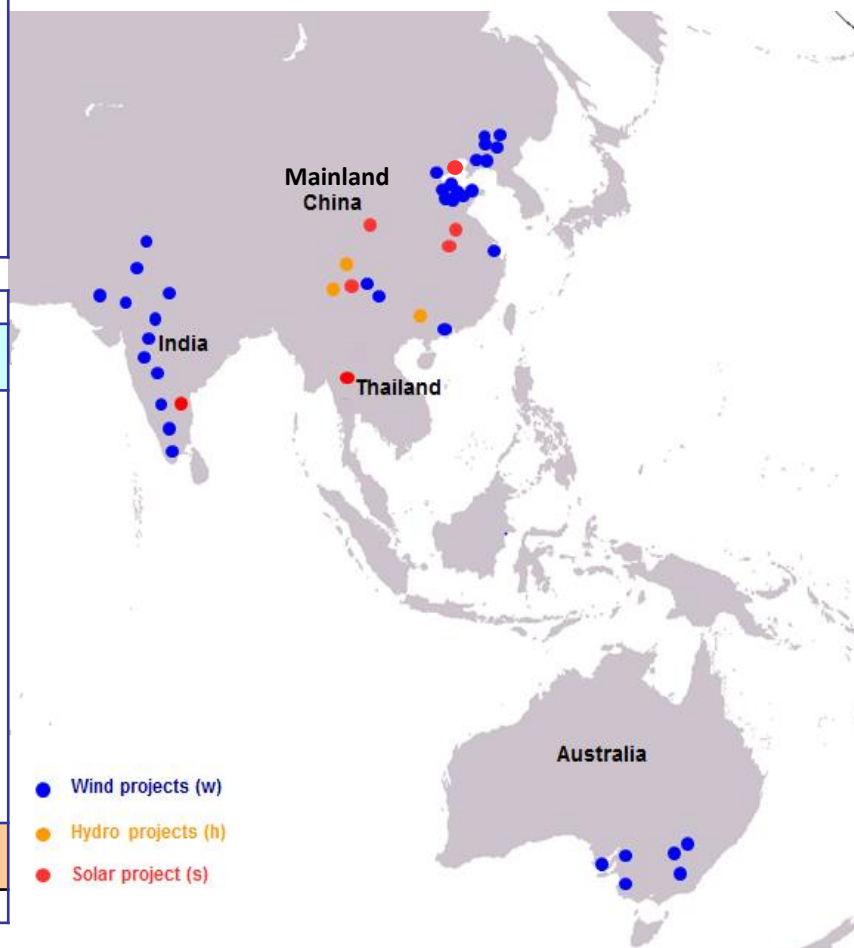 Mainland
China
India
Thailand
Australia
Wind projects (w)
Hydro projects (h)
Solar project (s)